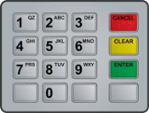 1 QZ 2 ABC 3 DEF CANCEL
4 GHI 5 JKL 6 MNO CLEAR
7 PRS 8 TUV 9 WXY ENTER
0